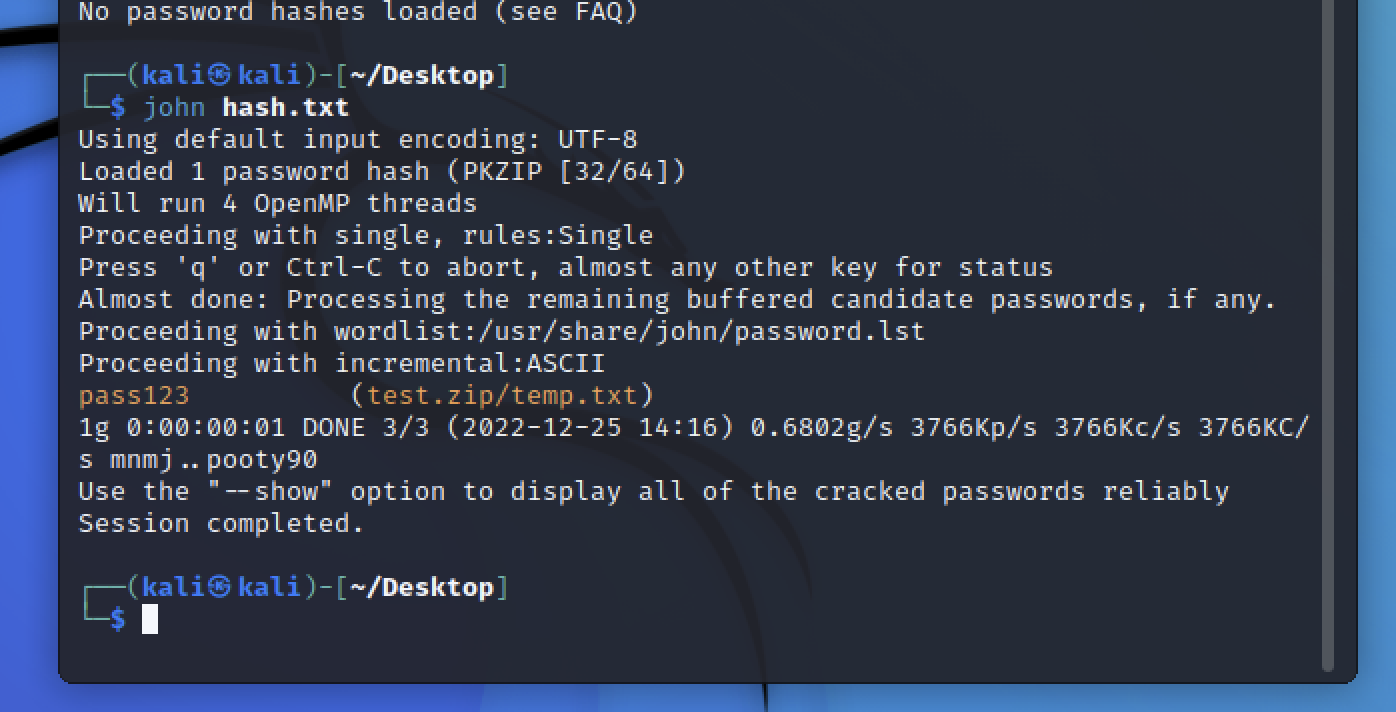 No password hashes loaded (see FAQ)
┌──(kali㉿kali)-[~/Desktop]
└─$ john hash.txt
Using default input encoding: UTF-8
Loaded 1 password hash (PKZIP [32/64])
Will run 4 OpenMP threads
Proceeding with single, rules:Single
Press 'q' or Ctrl-C to abort, almost any other key for status
Almost done: Processing the remaining buffered candidate passwords, if any.
Proceeding with wordlist:/usr/share/john/password.lst
Proceeding with incremental:ASCII
pass123          (test.zip/temp.txt)
1g 0:00:00:01 DONE 3/3 (2022-12-25 14:16) 0.6802g/s 3766Kp/s 3766Kc/s 3766KC/
s mnmj..pooty90
Use the "--show" option to display all of the cracked passwords reliably
Session completed.
┌──(kali㉿kali)-[~/Desktop]
└─$